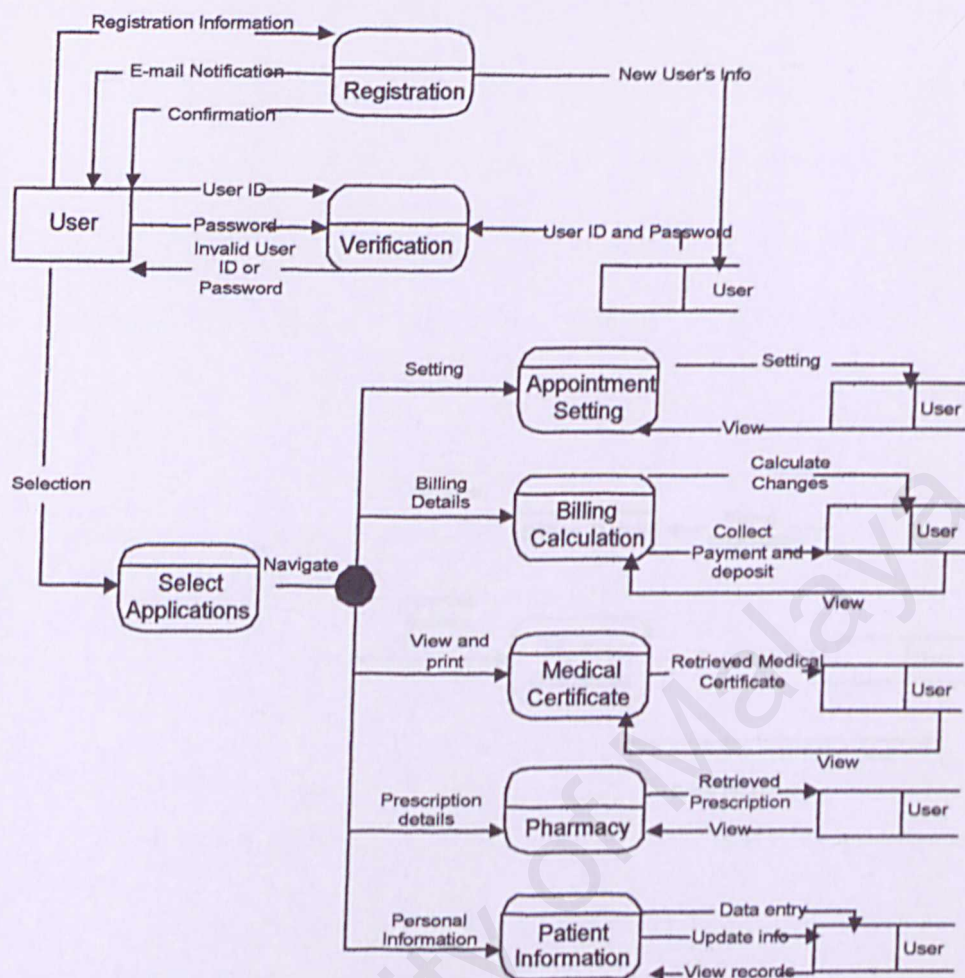 Registration Information
E-mail Notification
Registration
New User's Info
Confirmation
User ID
User
Password
Verification
User ID and Password
Invalid User
ID or
Password
User
Setting
Appointment
Setting
Setting
User
View
Selection
Billing
Details
Billing
Calculation
Calculate
Changes
User
Collect
Payment and
deposit
View
Select
Applications
Navigate
View and
print
Medical
Certificate
Retrieved Medical
Certificate
User
View
Prescription
details
Pharmacy
Retrieved
Prescription
User
View
Personal
Information
Patient
Information
Data entry
Update info
User
View records
ity of Malaya